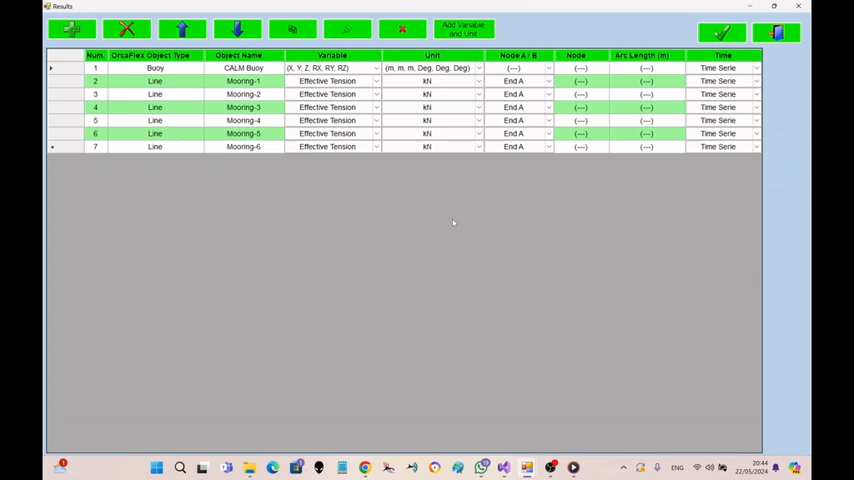 Results
Add Variable
and Unit
Num. OrcaFlex Object Type Object Name Variable Unit Node A / B Node Arc Length (m) Time
1 Buoy CALM Buoy (X, Y, Z, RX, RY, RZ) (m, m, m, Deg, Deg, Deg) (---) (---) (---) Time Serie
2 Line Mooring-1 Effective Tension kN End A (---) (---) Time Serie
3 Line Mooring-2 Effective Tension kN End A (---) (---) Time Serie
4 Line Mooring-3 Effective Tension kN End A (---) (---) Time Serie
5 Line Mooring-4 Effective Tension kN End A (---) (---) Time Serie
6 Line Mooring-5 Effective Tension kN End A (---) (---) Time Serie
7 Line Mooring-6 Effective Tension kN End A (---) (---) Time Serie
ENG
20:44
22/05/2024